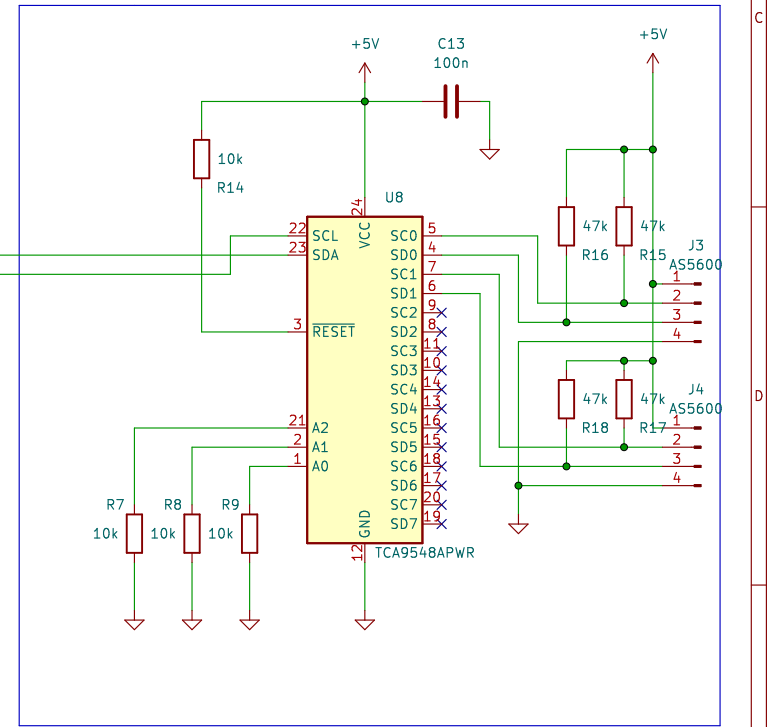 C
+5V
+5V
C13
100n
10k
R14
U8
24
VCC
22
SCL
23
SDA
3
RESET
21
A2
2
A1
1
A0
SC0
5
SD0
4
SC1
7
SD1
6
SC2
9
SD2
8
SC3
11
SD3
10
SC4
14
SD4
13
SC5
16
SD5
15
SC6
18
SD6
17
SC7
20
SD7
19
GND
12
TCA9548APWR
47k
R16
47k
R15
J3
AS5600
1
2
3
4
47k
R18
47k
R17
J4
AS5600
1
2
3
4
D
R7
10k
R8
10k
R9
10k